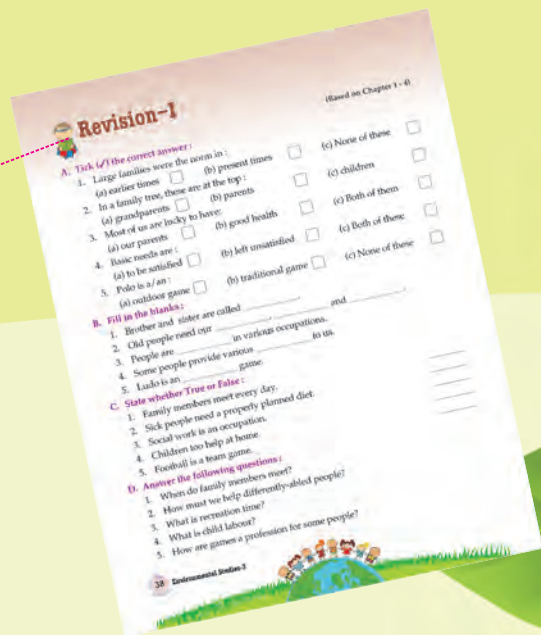 Revision-1
(Based on Chapter 1 - 4)
A. Tick (✓) the correct answer :
1. Large families were the norm in :
(a) earlier times (b) present times (c) None of these
2. In a family tree, these are at the top :
(a) grandparents (b) parents (c) children
3. Most of us are lucky to have:
(a) our parents (b) good health (c) Both of them
4. Basic needs are :
(a) to be satisfied (b) left unsatisfied (c) Both of these
5. Polo is a/an :
(a) outdoor game (b) traditional game (c) None of these
B. Fill in the blanks :
1. Brother and sister are called __________.
2. Old people need our __________, __________ and __________.
3. People are __________ in various occupations.
4. Some people provide various __________ to us.
5. Ludo is an __________ game.
C. State whether True or False :
1. Family members meet every day.
2. Sick people need a properly planned diet.
3. Social work is an occupation.
4. Children too help at home.
5. Football is a team game.
D. Answer the following questions :
1. When do family members meet?
2. How must we help differently-abled people?
3. What is recreation time?
4. What is child labour?
5. How are games a profession for some people?
38 Environmental Studies-3